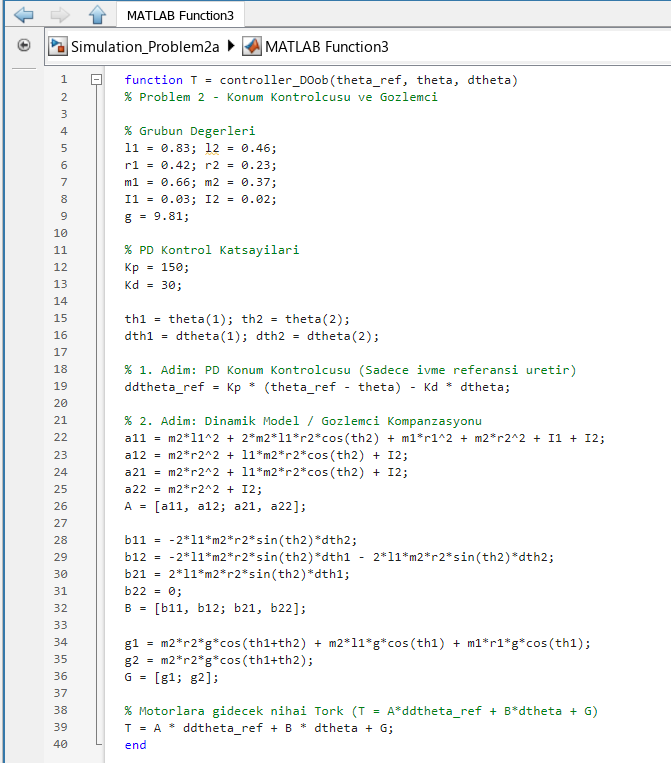 MATLAB Function3
Simulation_Problem2a ▶ MATLAB Function3
1 function T = controller_DOob(theta_ref, theta, dtheta)
2 % Problem 2 - Konum Kontrolcusu ve Gozlemci
3
4 % Grubun Degerleri
5 l1 = 0.83; l2 = 0.46;
6 r1 = 0.42; r2 = 0.23;
7 m1 = 0.66; m2 = 0.37;
8 I1 = 0.03; I2 = 0.02;
9 g = 9.81;
10
11 % PD Kontrol Katsayilari
12 Kp = 150;
13 Kd = 30;
14
15 th1 = theta(1); th2 = theta(2);
16 dth1 = dtheta(1); dth2 = dtheta(2);
17
18 % 1. Adim: PD Konum Kontrolcusu (Sadece ivme referansi uretir)
19 ddtheta_ref = Kp * (theta_ref - theta) - Kd * dtheta;
20
21 % 2. Adim: Dinamik Model / Gozlemci Kompanzasyonu
22 a11 = m2*l1^2 + 2*m2*l1*r2*cos(th2) + m1*r1^2 + m2*r2^2 + I1 + I2;
23 a12 = m2*r2^2 + l1*m2*r2*cos(th2) + I2;
24 a21 = m2*r2^2 + l1*m2*r2*cos(th2) + I2;
25 a22 = m2*r2^2 + I2;
26 A = [a11, a12; a21, a22];
27
28 b11 = -2*l1*m2*r2*sin(th2)*dth2;
29 b12 = -2*l1*m2*r2*sin(th2)*dth1 - 2*l1*m2*r2*sin(th2)*dth2;
30 b21 = 2*l1*m2*r2*sin(th2)*dth1;
31 b22 = 0;
32 B = [b11, b12; b21, b22];
33
34 g1 = m2*r2*g*cos(th1+th2) + m2*l1*g*cos(th1) + m1*r1*g*cos(th1);
35 g2 = m2*r2*g*cos(th1+th2);
36 G = [g1; g2];
37
38 % Motorlara gidecek nihai Tork (T = A*ddtheta_ref + B*dtheta + G)
39 T = A * ddtheta_ref + B * dtheta + G;
40 end